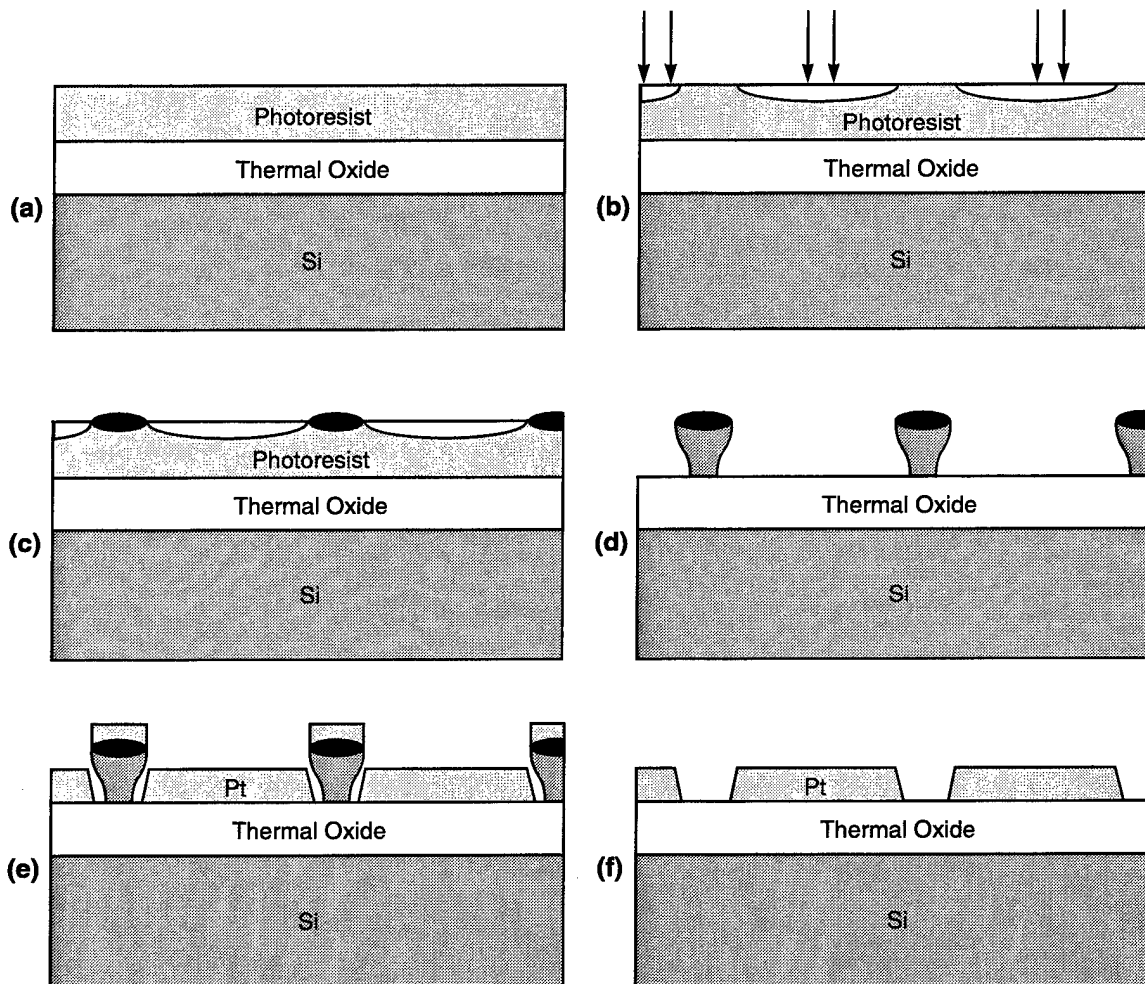 Photoresist
Thermal Oxide
(a)
Si
Photoresist
Thermal Oxide
(b)
Si
Photoresist
Thermal Oxide
(c)
Si
Thermal Oxide
(d)
Si
Pt
Thermal Oxide
(e)
Si
Pt
Thermal Oxide
(f)
Si